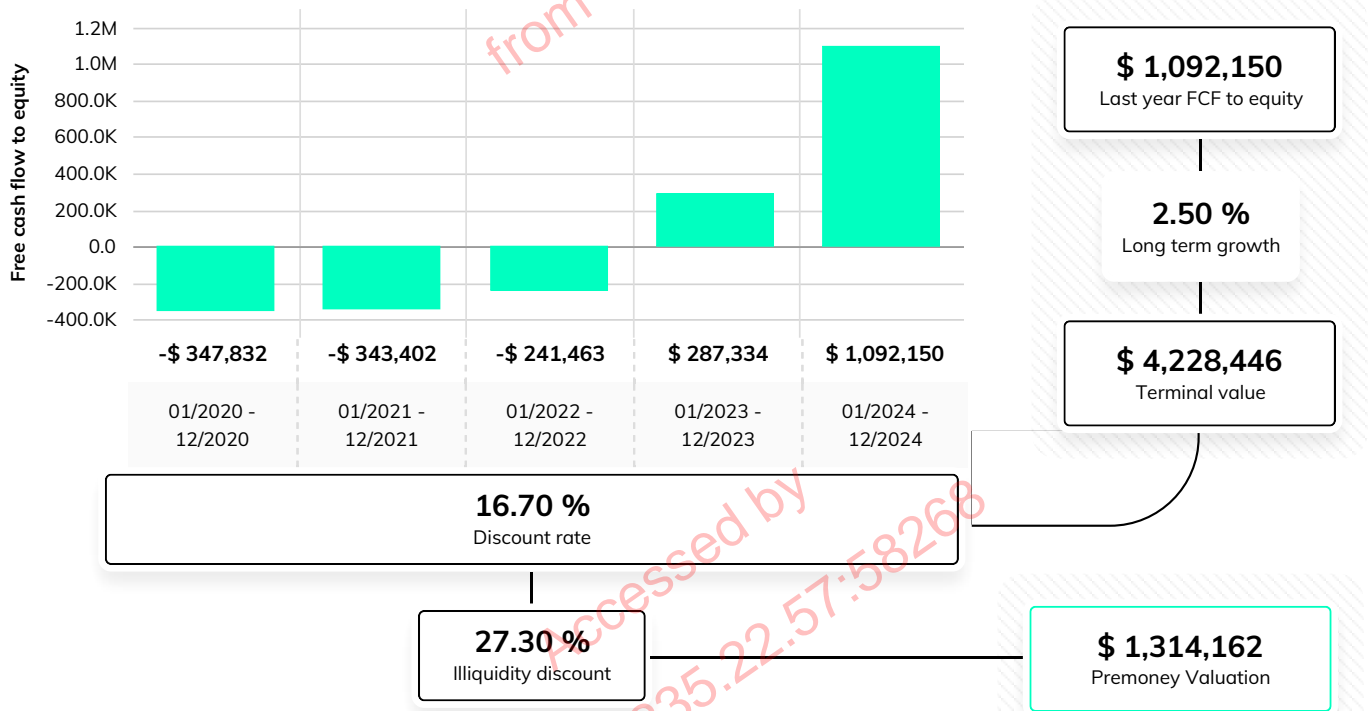 Free cash flow to equity
1.2M
1.0M
800.0K
600.0K
400.0K
200.0K
0.0
-200.0K
-400.0K
-$ 347,832
-$ 343,402
-$ 241,463
$ 287,334
$ 1,092,150
01/2020 -
12/2020
01/2021 -
12/2021
01/2022 -
12/2022
01/2023 -
12/2023
01/2024 -
12/2024
16.70 %
Discount rate
27.30 %
Illiquidity discount
$ 1,092,150
Last year FCF to equity
2.50 %
Long term growth
$ 4,228,446
Terminal value
$ 1,314,162
Premoney Valuation
from
Accessed by
35.22.57:58268